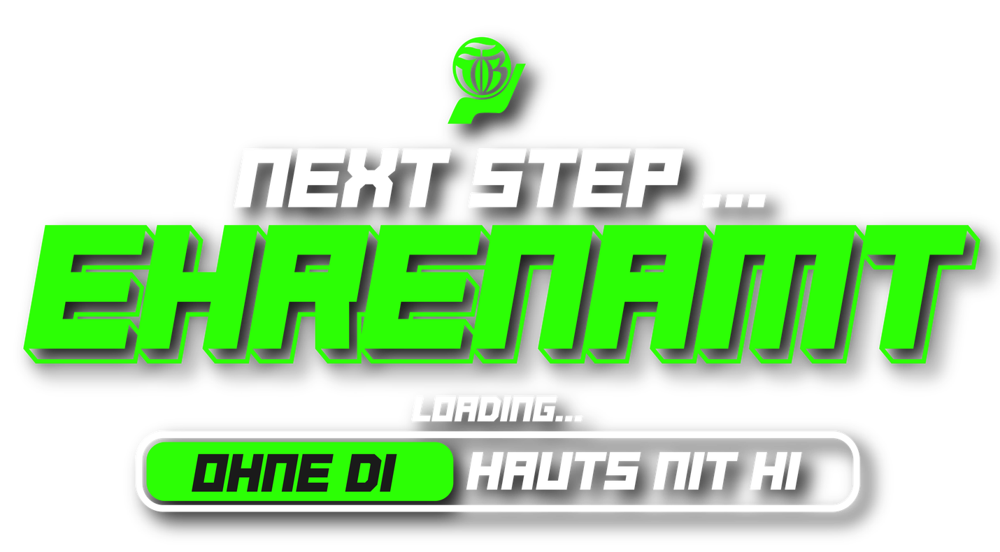 NEXT STEP ...
EHRENAMT
LOADING...
OHNE DI HAUTS NIT HI